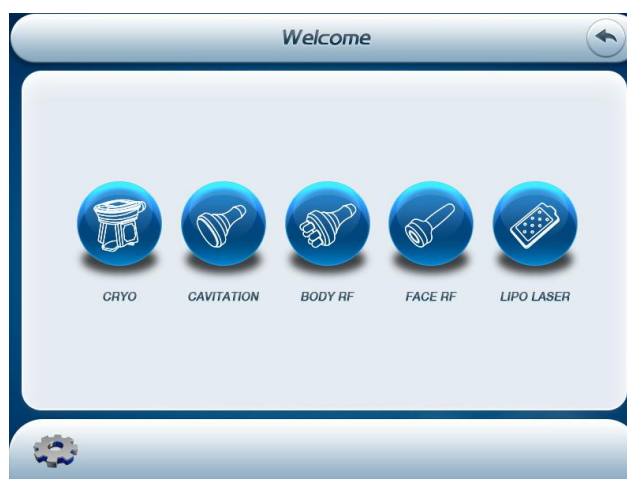 Welcome
CRYO
CAVITATION
BODY RF
FACE RF
LIPO LASER